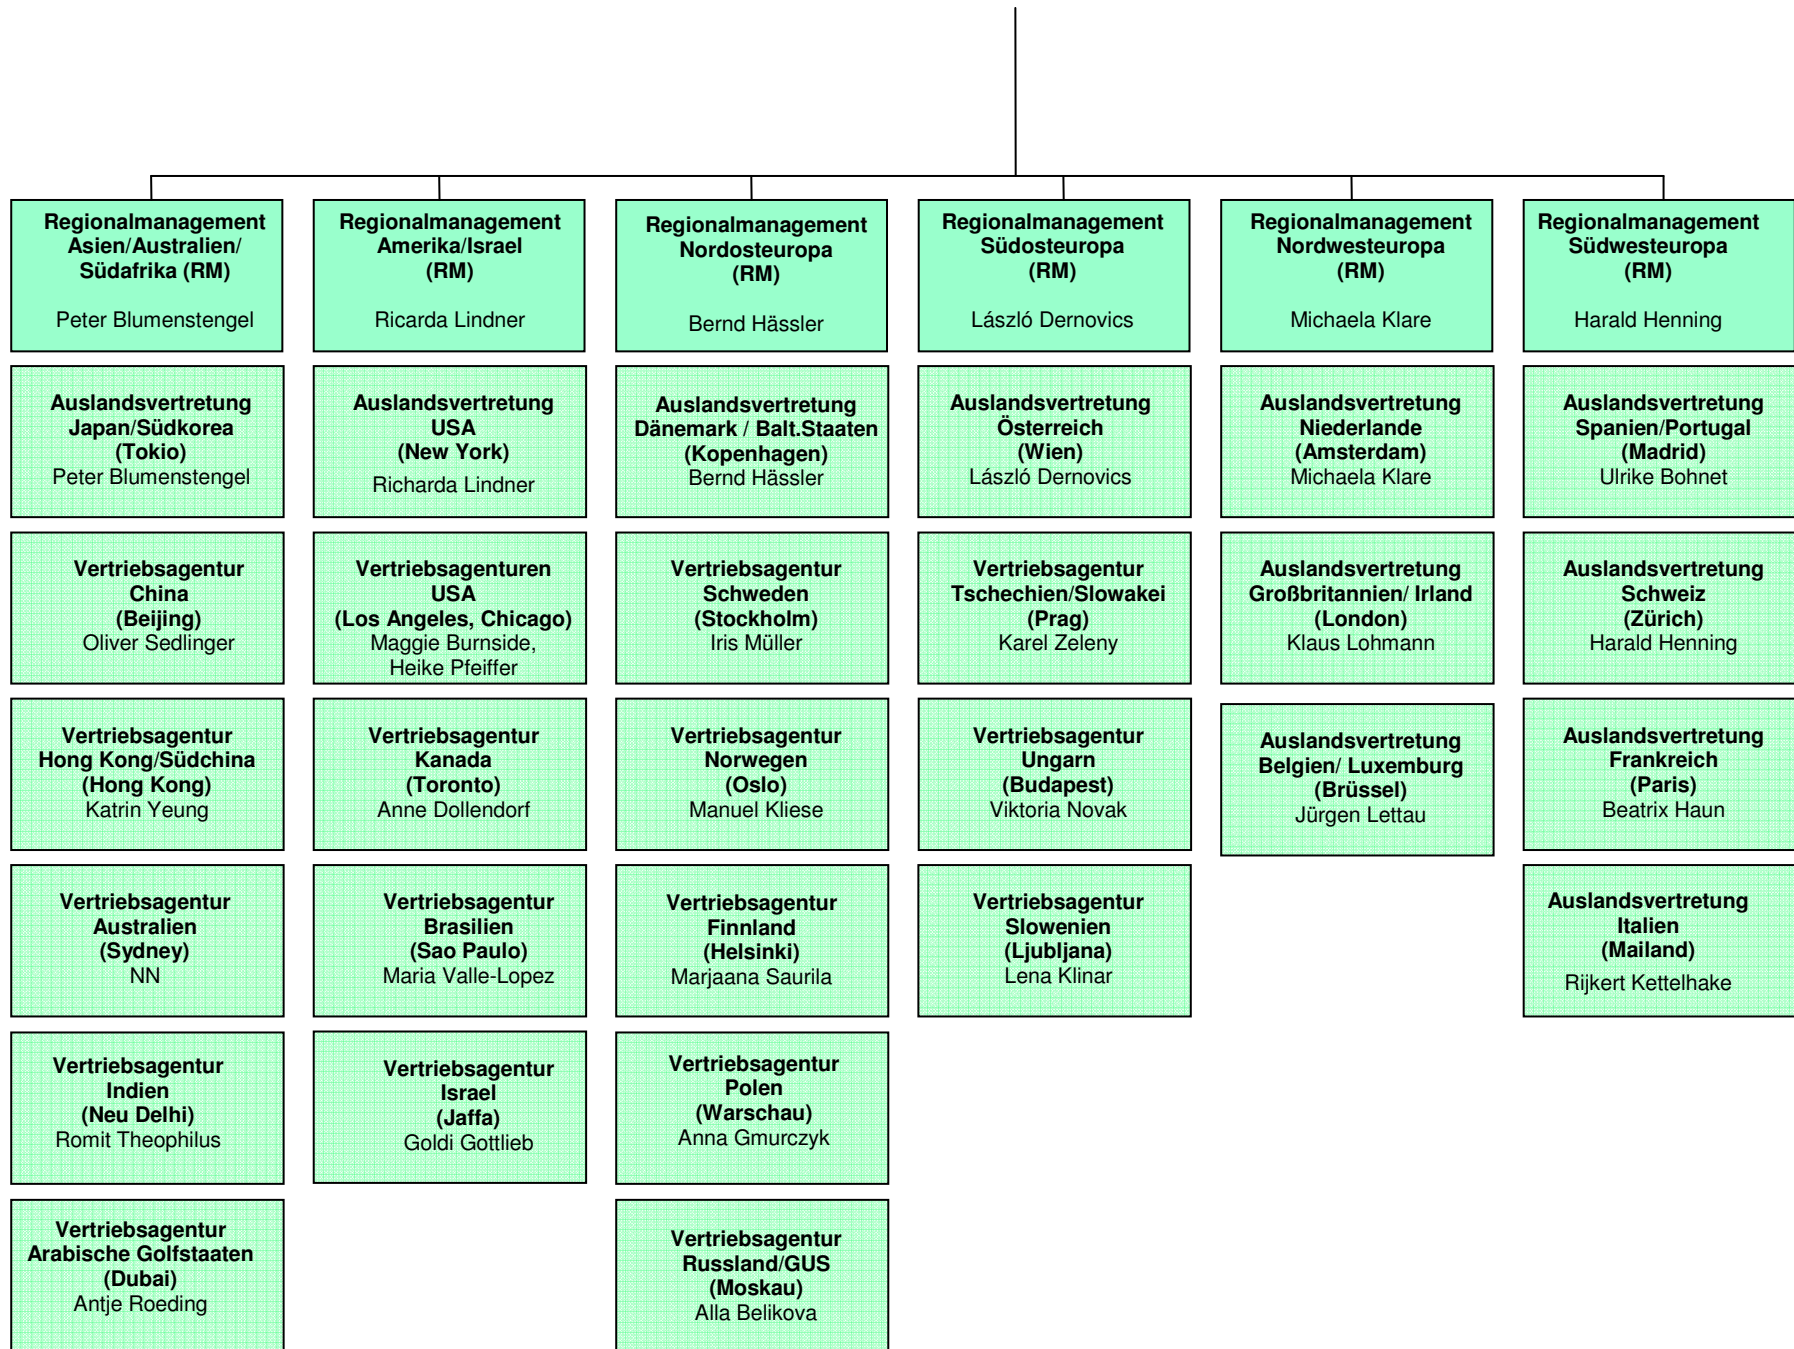 Regionalmanagement
Asien/Australien/
Südafrika (RM)
Peter Blumenstengel
Auslandsvertretung
Japan/Südkorea
(Tokio)
Peter Blumenstengel
Vertriebsagentur
China
(Beijing)
Oliver Sedlinger
Vertriebsagentur
Hong Kong/Südchina
(Hong Kong)
Katrin Yeung
Vertriebsagentur
Australien
(Sydney)
NN
Vertriebsagentur
Indien
(Neu Delhi)
Romit Theophilus
Vertriebsagentur
Arabische Golfstaaten
(Dubai)
Antje Roeding
Regionalmanagement
Amerika/Israel
(RM)
Ricarda Lindner
Auslandsvertretung
USA
(New York)
Richarda Lindner
Vertriebsagenturen
USA
(Los Angeles, Chicago)
Maggie Burnside,
Heike Pfeiffer
Vertriebsagentur
Kanada
(Toronto)
Anne Dollendorf
Vertriebsagentur
Brasilien
(Sao Paulo)
Maria Valle-Lopez
Vertriebsagentur
Israel
(Jaffa)
Goldi Gottlieb
Regionalmanagement
Nordosteuropa
(RM)
Bernd Hässler
Auslandsvertretung
Dänemark / Balt.Staaten
(Kopenhagen)
Bernd Hässler
Vertriebsagentur
Schweden
(Stockholm)
Iris Müller
Vertriebsagentur
Norwegen
(Oslo)
Manuel Kliese
Vertriebsagentur
Finnland
(Helsinki)
Marjaana Saurila
Vertriebsagentur
Polen
(Warschau)
Anna Gmurczyk
Vertriebsagentur
Russland/GUS
(Moskau)
Alla Belikova
Regionalmanagement
Südosteuropa
(RM)
László Dernovics
Auslandsvertretung
Österreich
(Wien)
László Dernovics
Vertriebsagentur
Tschechien/Slowakei
(Prag)
Karel Zeleny
Vertriebsagentur
Ungarn
(Budapest)
Viktoria Novak
Vertriebsagentur
Slowenien
(Ljubljana)
Lena Klinar
Regionalmanagement
Nordwesteuropa
(RM)
Michaela Klare
Auslandsvertretung
Niederlande
(Amsterdam)
Michaela Klare
Auslandsvertretung
Großbritannien/ Irland
(London)
Klaus Lohmann
Auslandsvertretung
Belgien/ Luxemburg
(Brüssel)
Jürgen Lettau
Regionalmanagement
Südwesteuropa
(RM)
Harald Henning
Auslandsvertretung
Spanien/Portugal
(Madrid)
Ulrike Bohnet
Auslandsvertretung
Schweiz
(Zürich)
Harald Henning
Auslandsvertretung
Frankreich
(Paris)
Beatrix Haun
Auslandsvertretung
Italien
(Mailand)
Rijkert Kettelhake